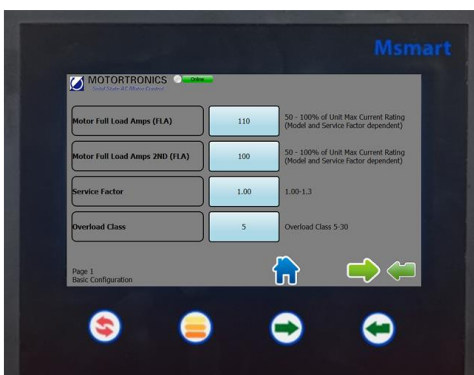 Msmart
MOTORTRONICS
Online
Solid State AC Motor Control
Motor Full Load Amps (FLA)
110
50 - 100% of Unit Max Current Rating
(Model and Service Factor dependent)
Motor Full Load Amps 2ND (FLA)
100
50 - 100% of Unit Max Current Rating
(Model and Service Factor dependent)
Service Factor
1.00
1.00-1.3
Overload Class
5
Overload Class 5-30
Page 1
Basic Configuration